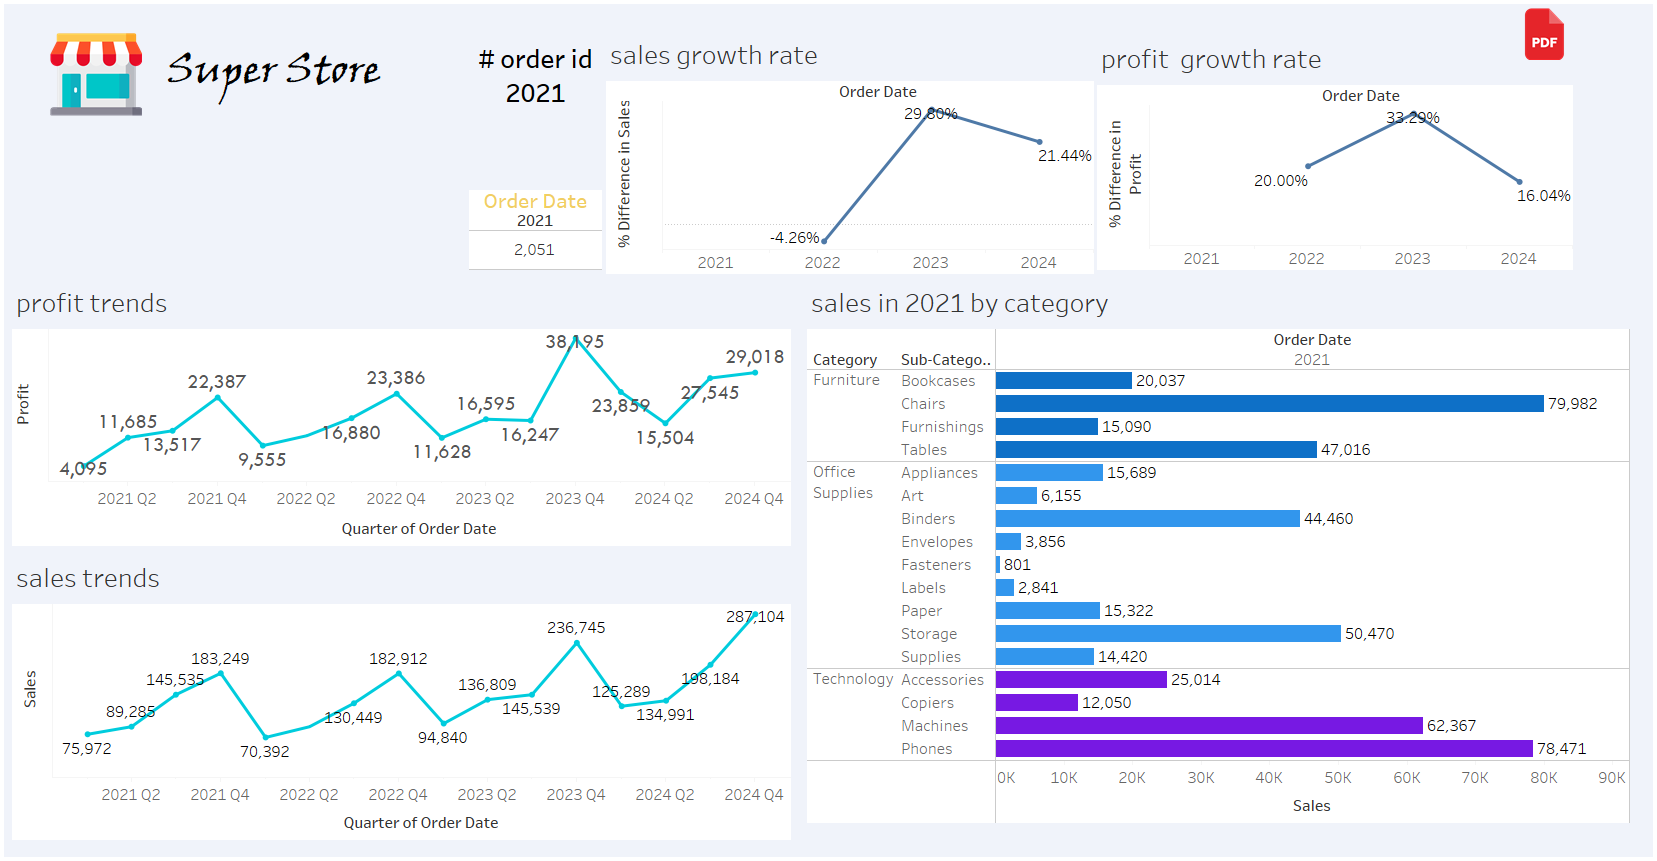 Super Store
# order id
2021
Order Date
2021
2,051
sales growth rate
Order Date
% Difference in Sales
29.80%
21.44%
-4.26%
2021 2022 2023 2024
profit growth rate
PDF
Order Date
% Difference in
Profit
33.29%
20.00%
16.04%
2021 2022 2023 2024
profit trends
Profit
38,195
29,018
22,387
23,386
27,545
11,685
16,595
23,859
13,517
16,880
16,247
15,504
4,095
9,555
11,628
2021 Q2 2021 Q4 2022 Q2 2022 Q4 2023 Q2 2023 Q4 2024 Q2 2024 Q4
Quarter of Order Date
sales trends
Sales
287,104
236,745
183,249
182,912
145,535
136,809
125,289
198,184
89,285
130,449
145,539
134,991
75,972
70,392
94,840
2021 Q2 2021 Q4 2022 Q2 2022 Q4 2023 Q2 2023 Q4 2024 Q2 2024 Q4
Quarter of Order Date
sales in 2021 by category
Order Date
Category Sub-Catego.. 2021
Furniture Bookcases 20,037
Chairs 79,982
Furnishings 15,090
Tables 47,016
Office Appliances 15,689
Supplies Art 6,155
Binders 44,460
Envelopes 3,856
Fasteners 801
Labels 2,841
Paper 15,322
Storage 50,470
Supplies 14,420
Technology Accessories 25,014
Copiers 12,050
Machines 62,367
Phones 78,471
0K 10K 20K 30K 40K 50K 60K 70K 80K 90K
Sales